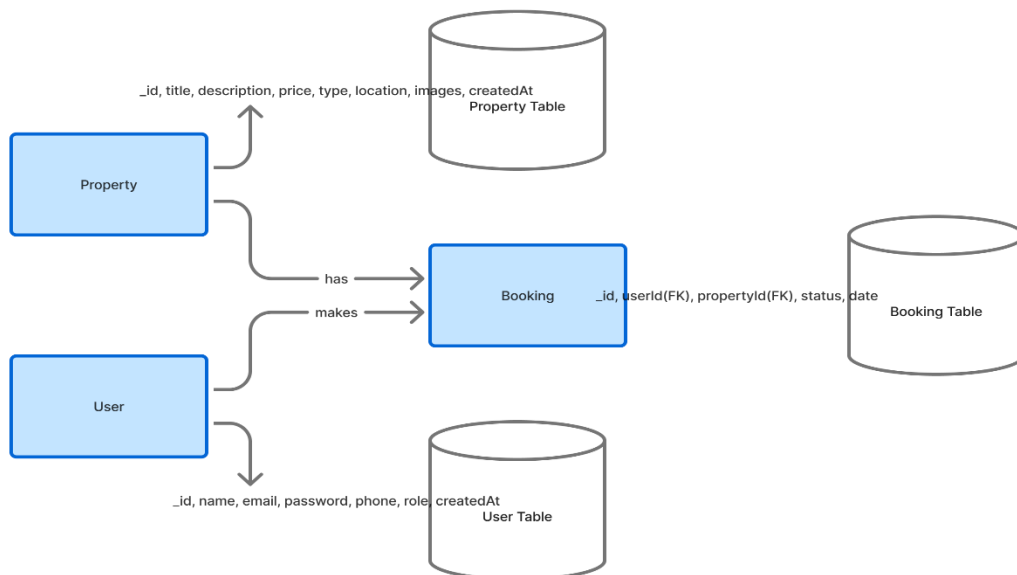 _id, title, description, price, type, location, images, createdAt
Property Table
Property
has
Booking
_id, userId(FK), propertyId(FK), status, date
Booking Table
makes
User
_id, name, email, password, phone, role, createdAt
User Table